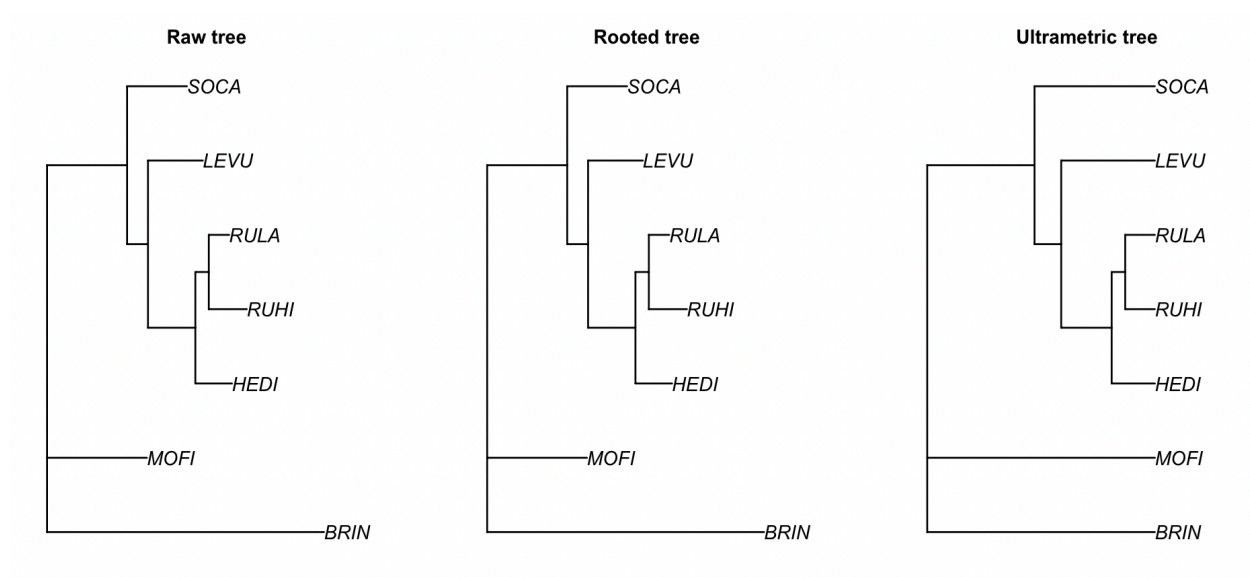 Raw tree
SOCA
LEVU
RULA
RUHI
HEDI
MOFI
BRIN
Rooted tree
SOCA
LEVU
RULA
RUHI
HEDI
MOFI
BRIN
Ultrametric tree
SOCA
LEVU
RULA
RUHI
HEDI
MOFI
BRIN